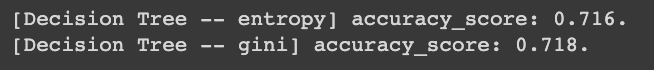 [Decision Tree -- entropy] accuracy_score: 0.716.
[Decision Tree -- gini] accuracy_score: 0.718.